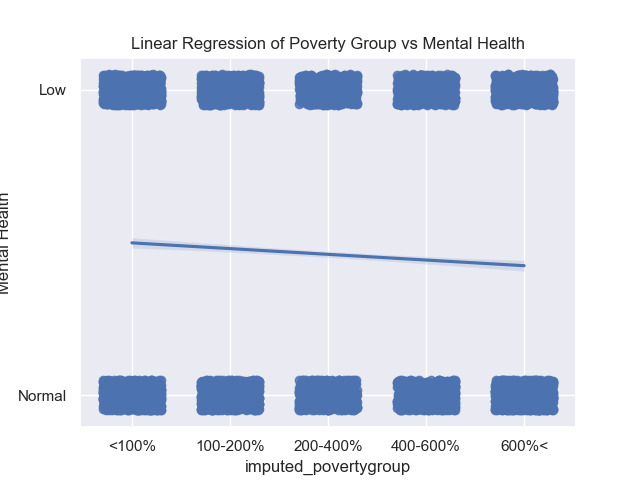 Linear Regression of Poverty Group vs Mental Health
Low
Mental Health
Normal
<100%
100-200%
200-400%
400-600%
600%<
imputed_povertygroup